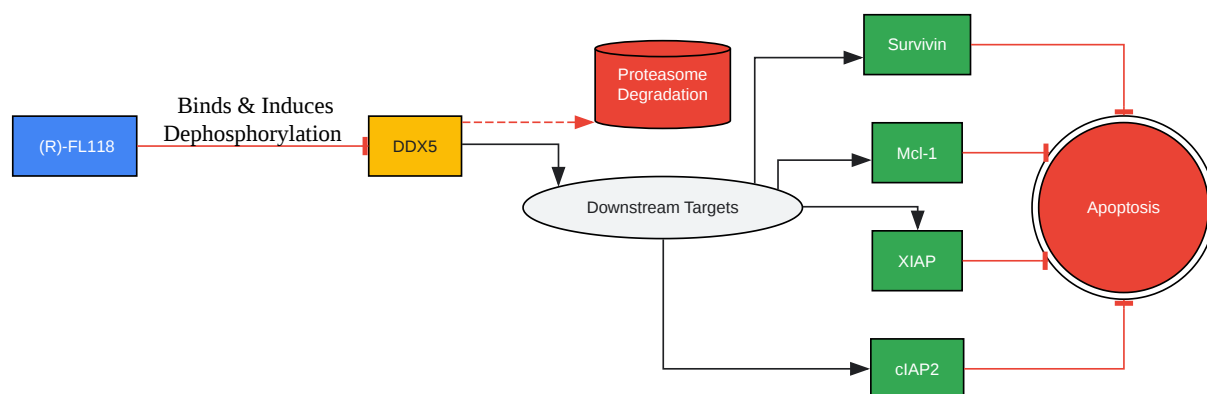 Binds & Induces
Dephosphorylation
(R)-FL118
DDX5
Proteasome
Degradation
Downstream Targets
Survivin
Mcl-1
XIAP
cIAP2
Apoptosis